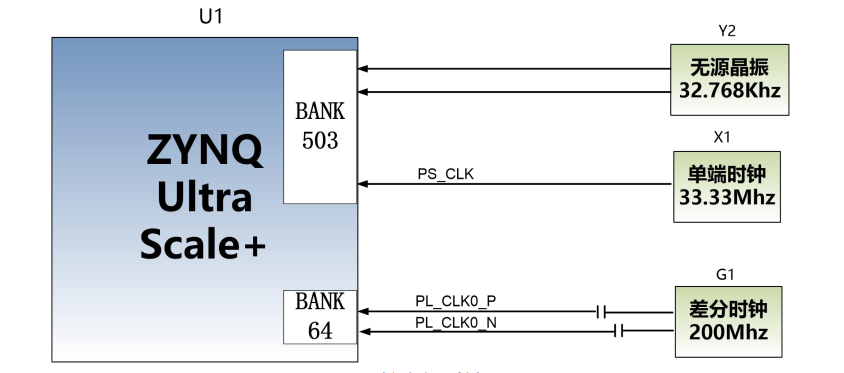 U1
Y2
无源晶振
32.768Khz
BANK
503
X1
ZYNQ
Ultra
Scale+
PS_CLK
单端时钟
33.33Mhz
G1
BANK
64
PL_CLK0_P
PL_CLK0_N
差分时钟
200Mhz